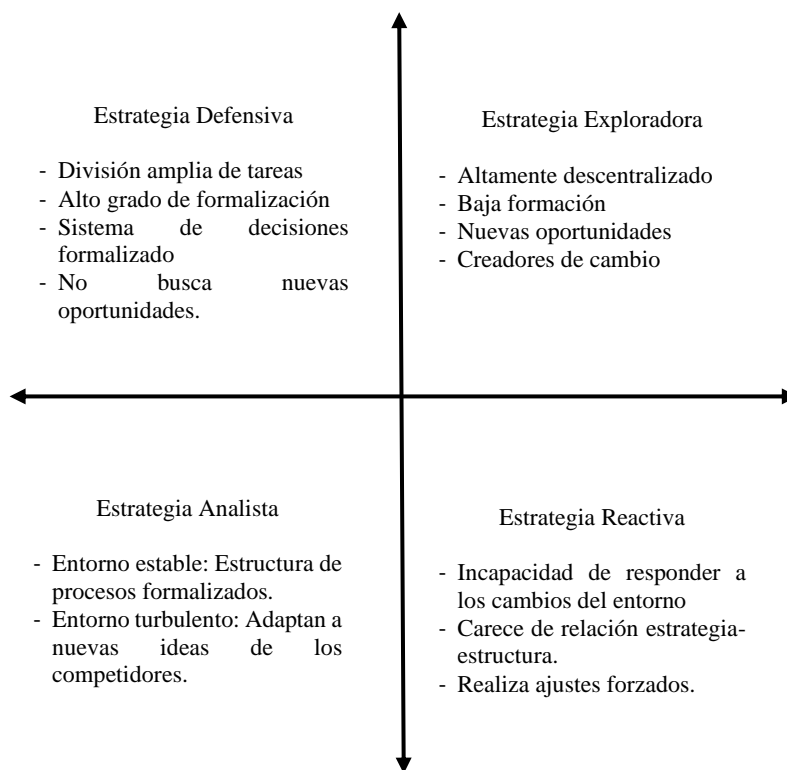 Estrategia Defensiva
- División amplia de tareas
- Alto grado de formalización
- Sistema de decisiones
formalizado
- No busca nuevas
oportunidades.
Estrategia Exploradora
- Altamente descentralizado
- Baja formación
- Nuevas oportunidades
- Creadores de cambio
Estrategia Analista
- Entorno estable: Estructura de
procesos formalizados.
- Entorno turbulento: Adaptan a
nuevas ideas de los
competidores.
Estrategia Reactiva
- Incapacidad de responder a
los cambios del entorno
- Carece de relación estrategia-
estructura.
- Realiza ajustes forzados.